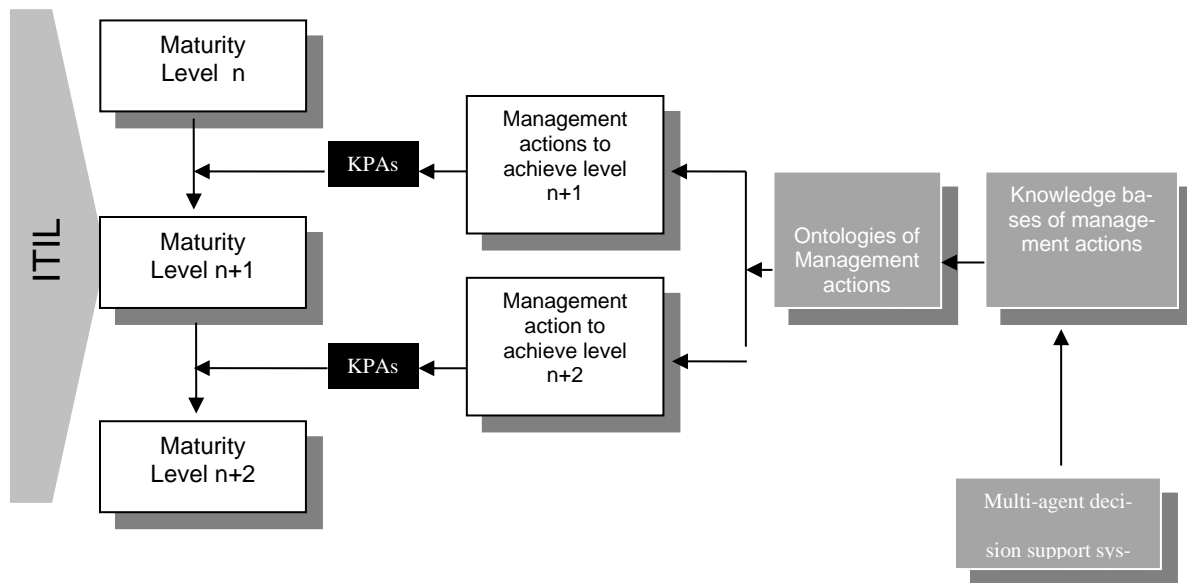 ITIL
Maturity
Level n
Management
actions to
achieve level
n+1
KPAs
Maturity
Level n+1
Management
action to
achieve level
n+2
KPAs
Maturity
Level n+2
Ontologies of
Management
actions
Knowledge ba-
ses of manage-
ment actions
Multi-agent deci-
sion support sys-